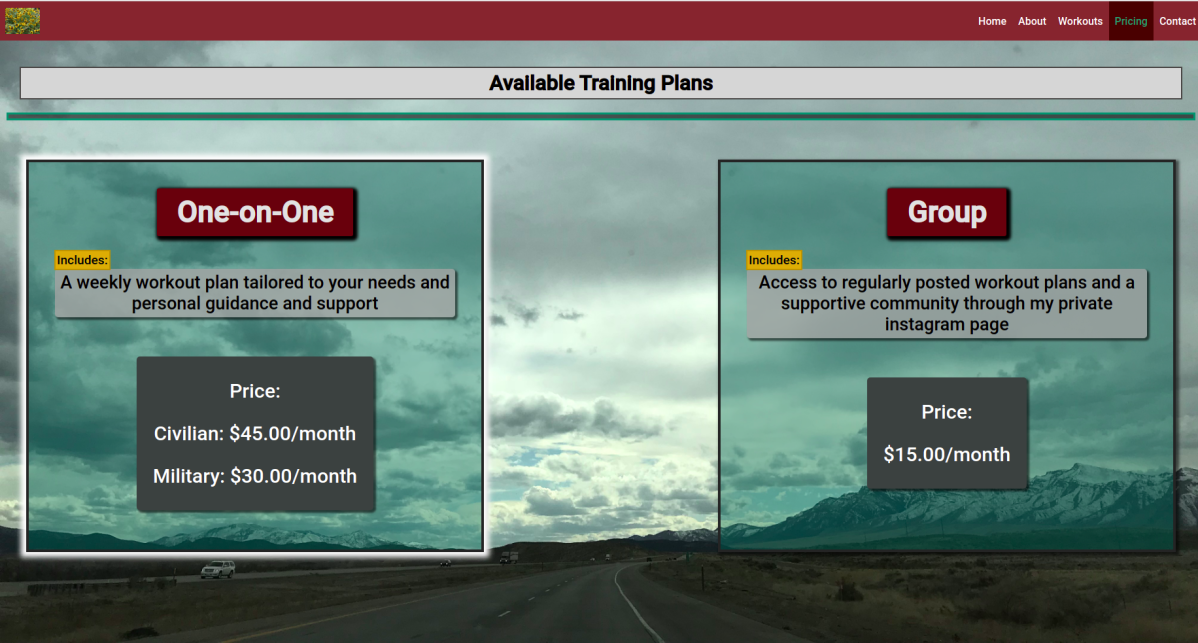 Home About Workouts Pricing Contact
Available Training Plans
One-on-One
Includes:
A weekly workout plan tailored to your needs and
personal guidance and support
Price:
Civilian: $45.00/month
Military: $30.00/month
Group
Includes:
Access to regularly posted workout plans and a
supportive community through my private
instagram page
Price:
$15.00/month